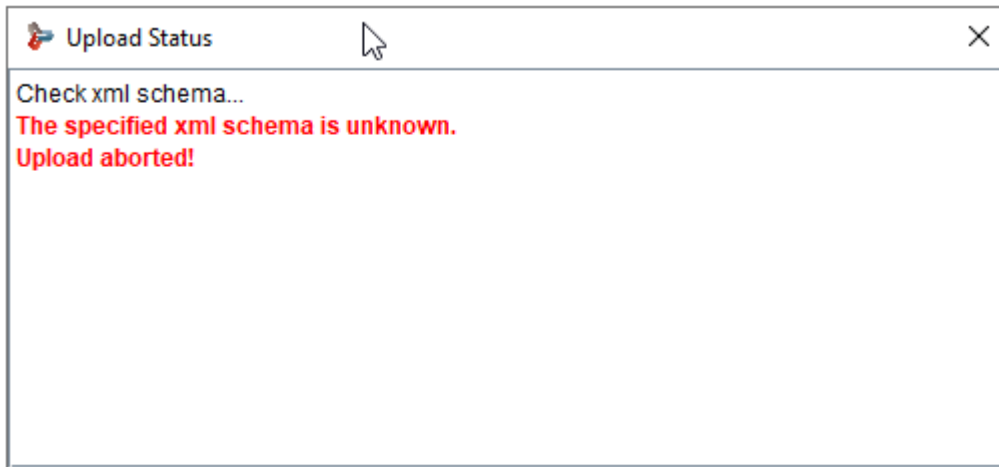 Upload Status
Check xml schema...
The specified xml schema is unknown.
Upload aborted!